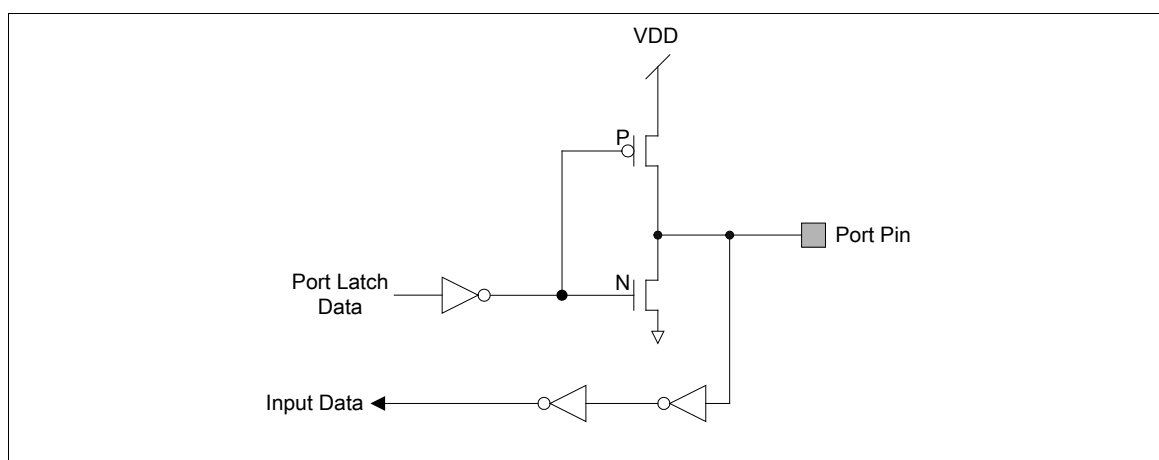 VDD
P
Port Pin
N
Port Latch
Data
Input Data